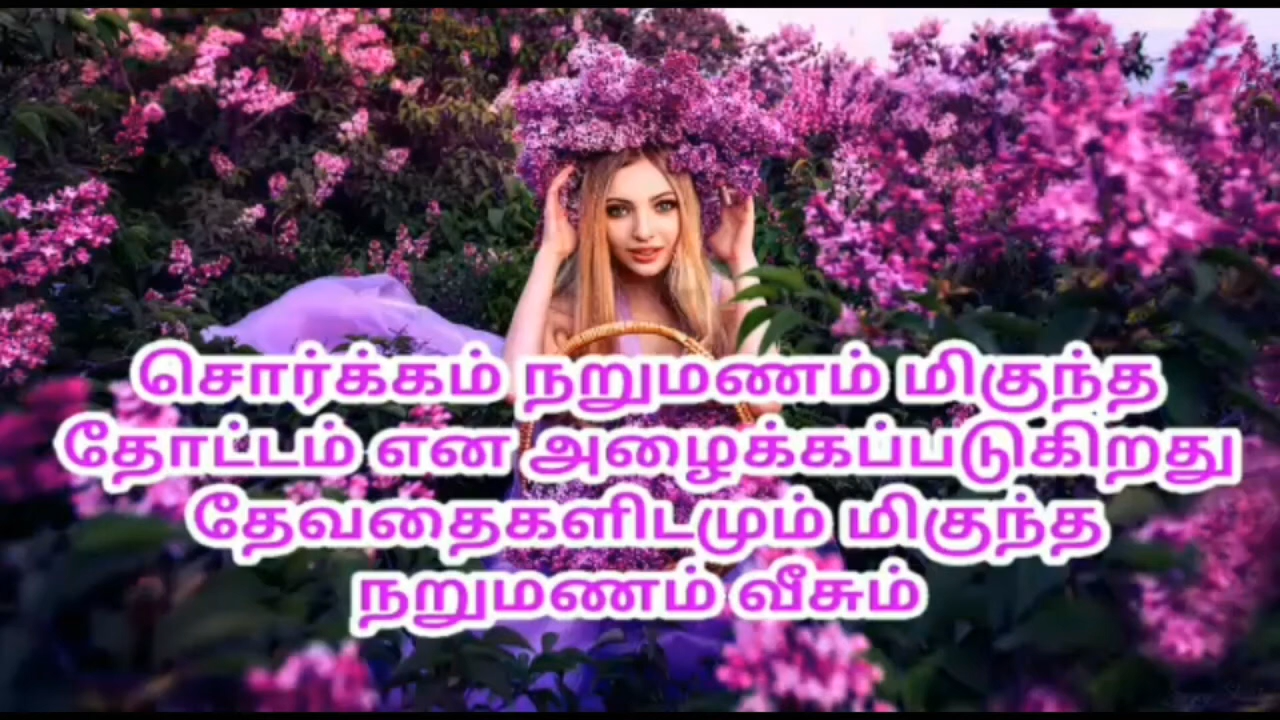 சொர்க்கம் நறுமணம் மிகுந்த
தோட்டம் என அழைக்கப்படுகிறது
தேவதைகளிடமும் மிகுந்த
நறுமணம் வீசும்